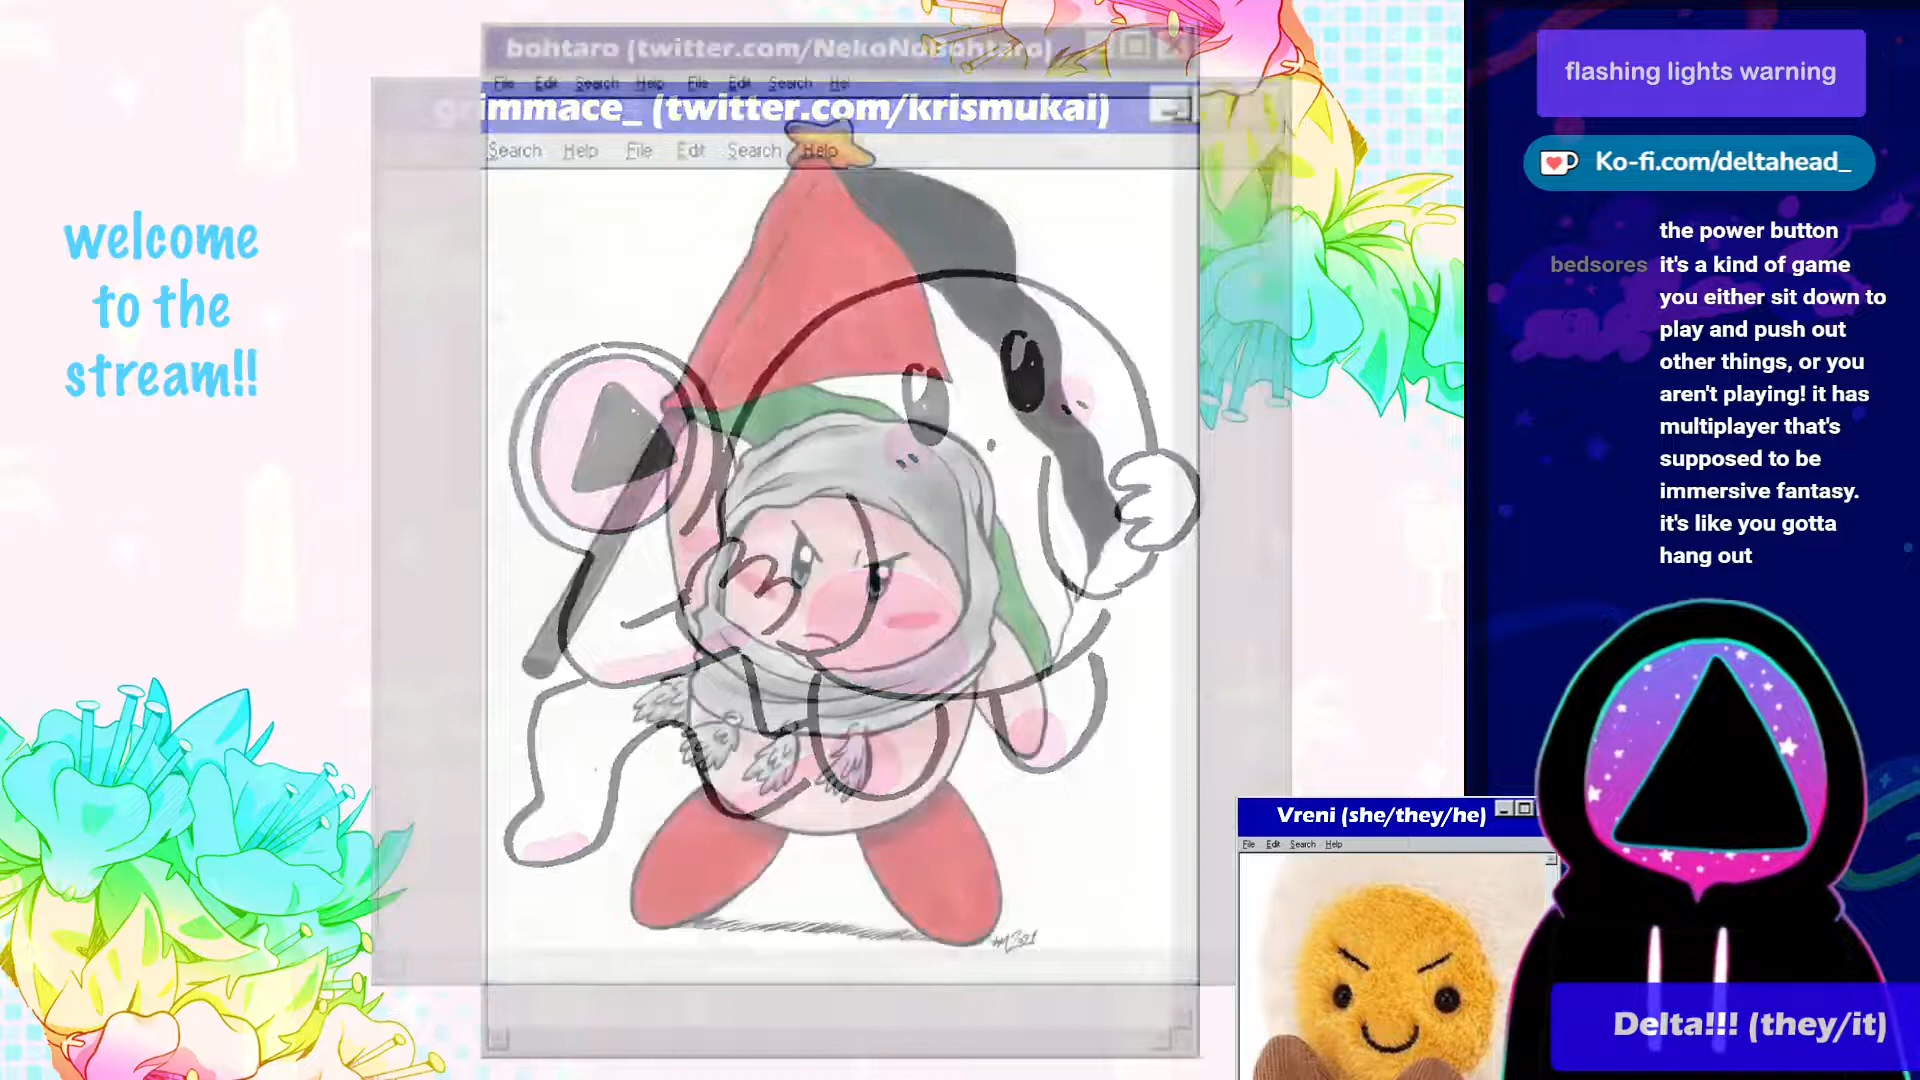 welcome
to the
stream!!
bohtaro (twitter.com/NekoNoBohtaro)
File Edit Search Help File Edit Search Hel
grimmace_ (twitter.com/krismukai)
Search Help File Edit Search Help
flashing lights warning
Ko-fi.com/deltahead_
the power button
bedsores it's a kind of game
you either sit down to
play and push out
other things, or you
aren't playing! it has
multiplayer that's
supposed to be
immersive fantasy.
it's like you gotta
hang out
Vreni (she/they/he)
File Edit Search Help
Delta!!! (they/it)